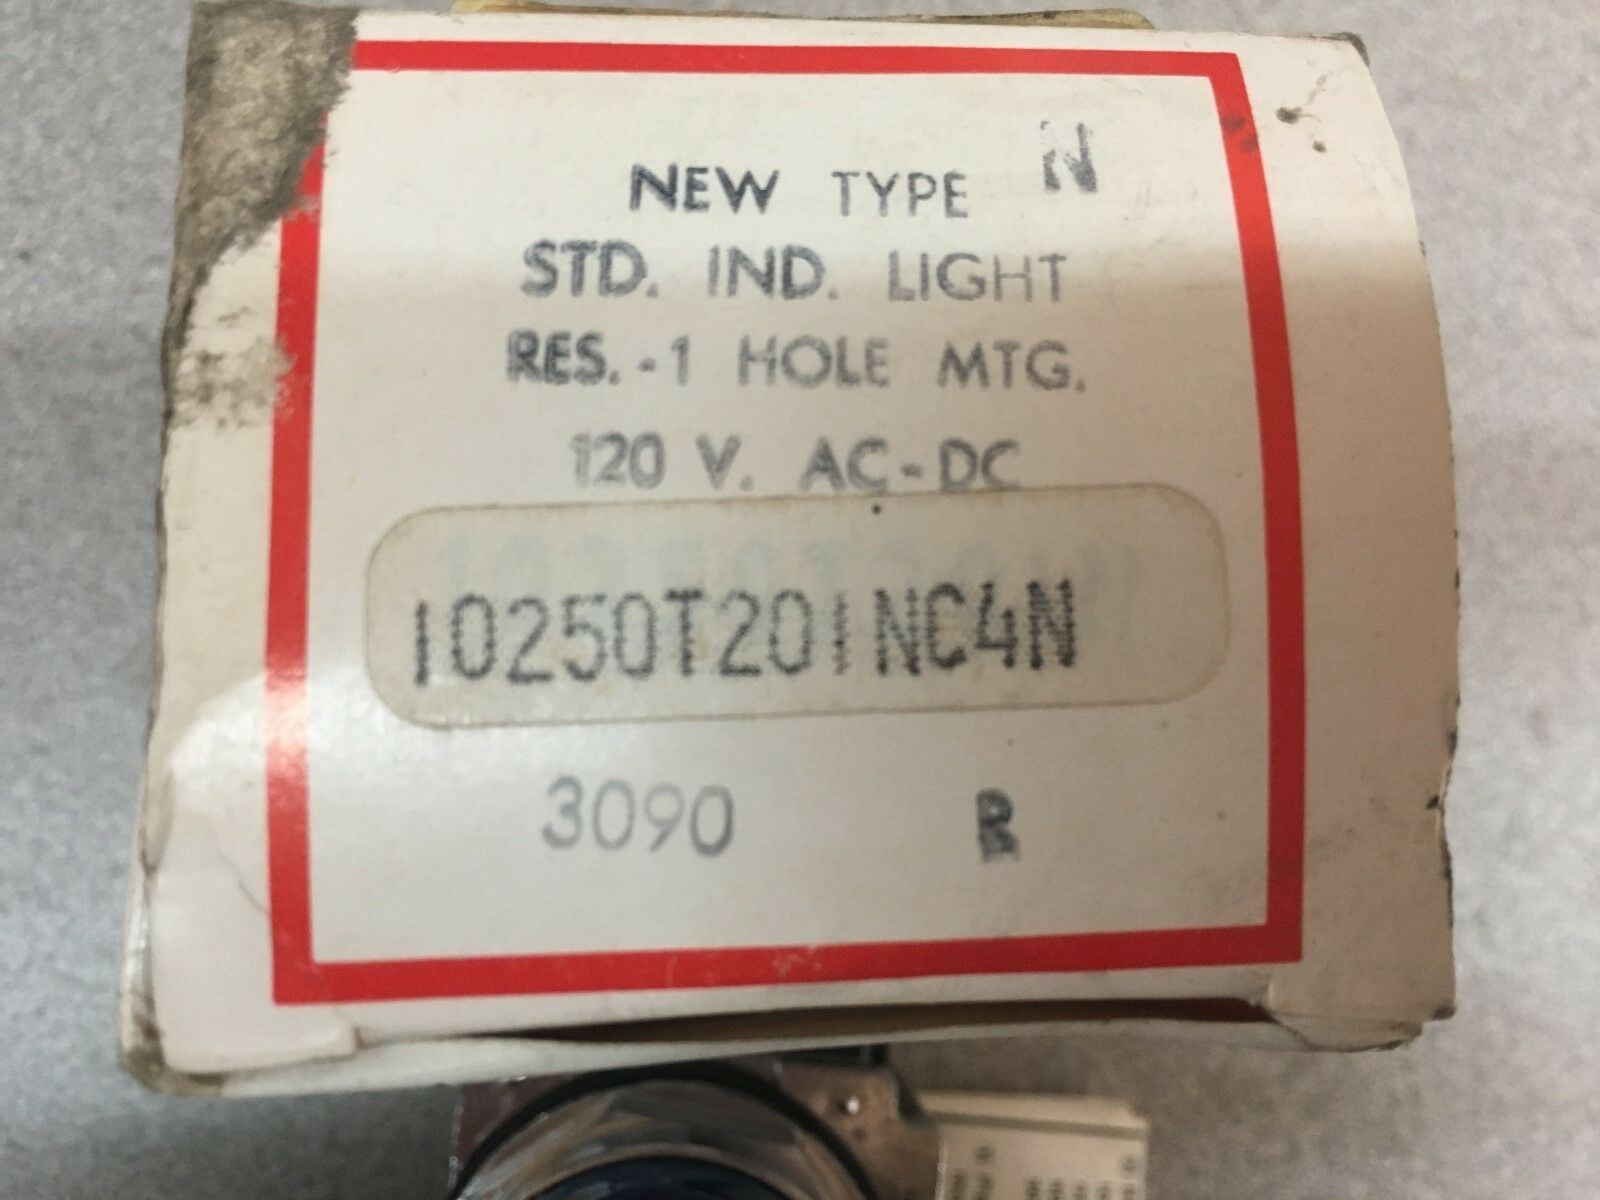 NEW TYPE N
STD. IND. LIGHT
RES.-1 HOLE MTG.
120 V. AC-DC
10250T201NC4N
3090 R